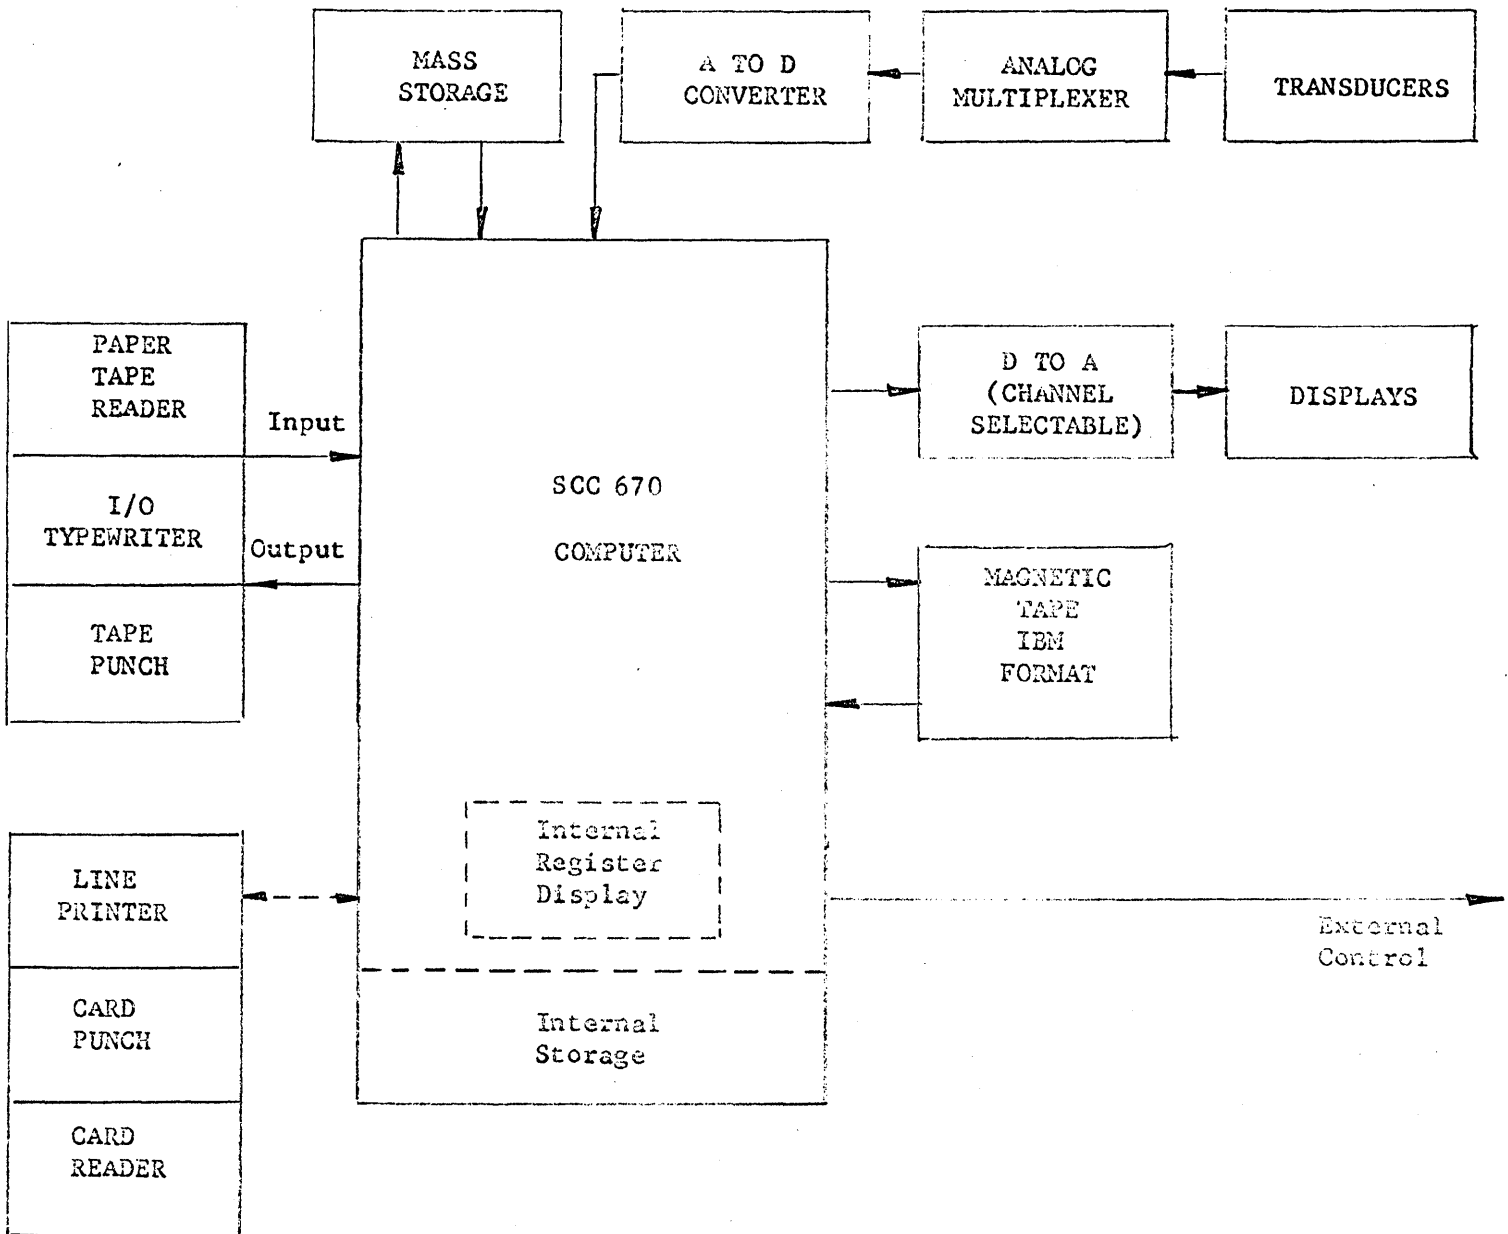 MASS
STORAGE
A TO D
CONVERTER
ANALOG
MULTIPLEXER
TRANSDUCERS
PAPER
TAPE
READER
Input
I/O
TYPEWRITER
Output
TAPE
PUNCH
SCC 670
COMPUTER
D TO A
(CHANNEL
SELECTABLE)
DISPLAYS
MAGNETIC
TAPE
IBM
FORMAT
Internal
Register
Display
LINE
PRINTER
External
Control
CARD
PUNCH
Internal
Storage
CARD
READER